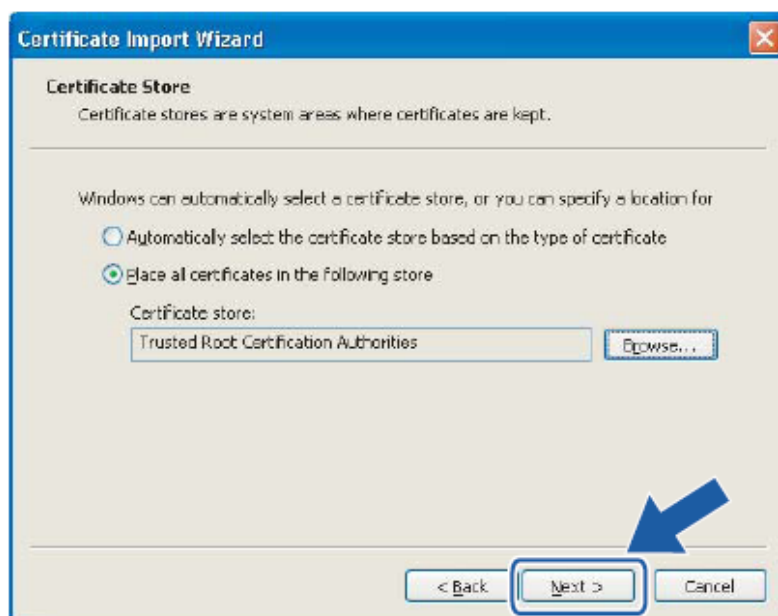 Certificate Import Wizard
Certificate Store
Certificate stores are system areas where certificates are kept.
Windows can automatically select a certificate store, or you can specify a location for
Automatically select the certificate store based on the type of certificate
Place all certificates in the following store
Certificate store:
Trusted Root Certification Authorities
Browse...
< Back
Next >
Cancel